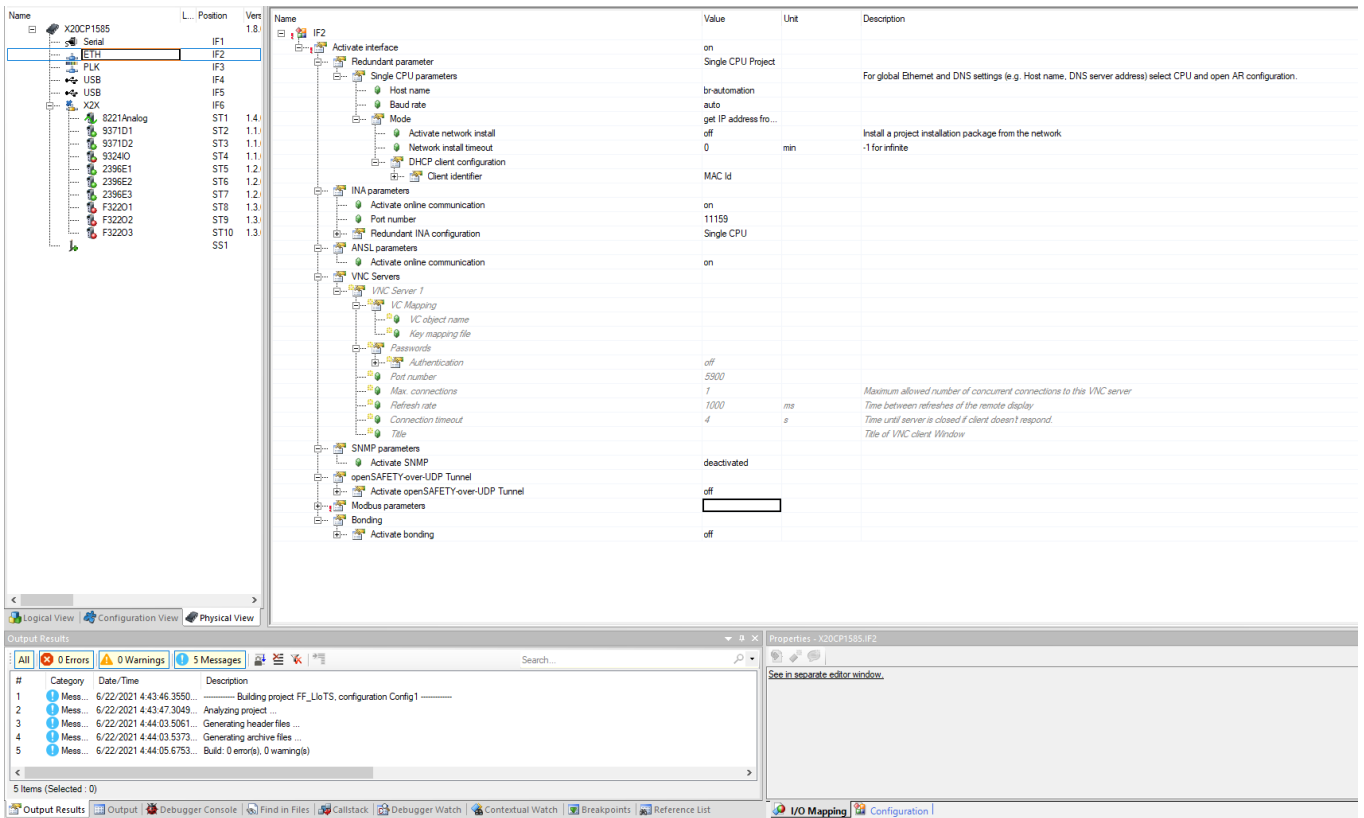 Name L... Position Vers
X20CP1585 1.8.
Serial IF1
ETH IF2
PLK IF3
USB IF4
USB IF5
X2X IF6
8221Analog ST1 1.4.
9371D1 ST2 1.1.
9371D2 ST3 1.1.
9324IO ST4 1.1.
2396E1 ST5 1.2.
2396E2 ST6 1.2.
2396E3 ST7 1.2.
F322O1 ST8 1.3.
F322O2 ST9 1.3.
F322O3 ST10 1.3.
SS1
Logical View Configuration View Physical View
Name Value Unit Description
IF2
Activate interface on
Redundant parameter Single CPU Project
Single CPU parameters For global Ethernet and DNS settings (e.g. Host name, DNS server address) select CPU and open AR configuration.
Host name br-automation
Baud rate auto
Mode get IP address fro...
Activate network install off Install a project installation package from the network
Network install timeout 0 min -1 for infinite
DHCP client configuration
Client identifier MAC Id
INA parameters
Activate online communication on
Port number 11159
Redundant INA configuration Single CPU
ANSL parameters
Activate online communication on
VNC Servers
VNC Server 1
VC Mapping
VC object name
Key mapping file
Passwords
Authentication off
Port number 5900
Max. connections 1 Maximum allowed number of concurrent connections to this VNC server
Refresh rate 1000 ms Time between refreshes of the remote display
Connection timeout 4 s Time until server is closed if client doesn't respond.
Title Title of VNC client Window
SNMP parameters
Activate SNMP deactivated
openSAFETY-over-UDP Tunnel
Activate openSAFETY-over-UDP Tunnel off
Modbus parameters
Bonding
Activate bonding off
Output Results
All 0 Errors 0 Warnings 5 Messages Search...
# Category Date/Time Description
1 Mess... 6/22/2021 4:43:46.3550... ------------ Building project FF_LIoTS, configuration Config1 ------------
2 Mess... 6/22/2021 4:43:47.3049... Analyzing project ...
3 Mess... 6/22/2021 4:44:03.5061... Generating header files ...
4 Mess... 6/22/2021 4:44:03.5373... Generating archive files ...
5 Mess... 6/22/2021 4:44:05.6753... Build: 0 error(s), 0 warning(s)
5 Items (Selected : 0)
Output Results Output Debugger Console Find in Files Callstack Debugger Watch Contextual Watch Breakpoints Reference List
Properties - X20CP1585.IF2
See in separate editor window.
I/O Mapping Configuration